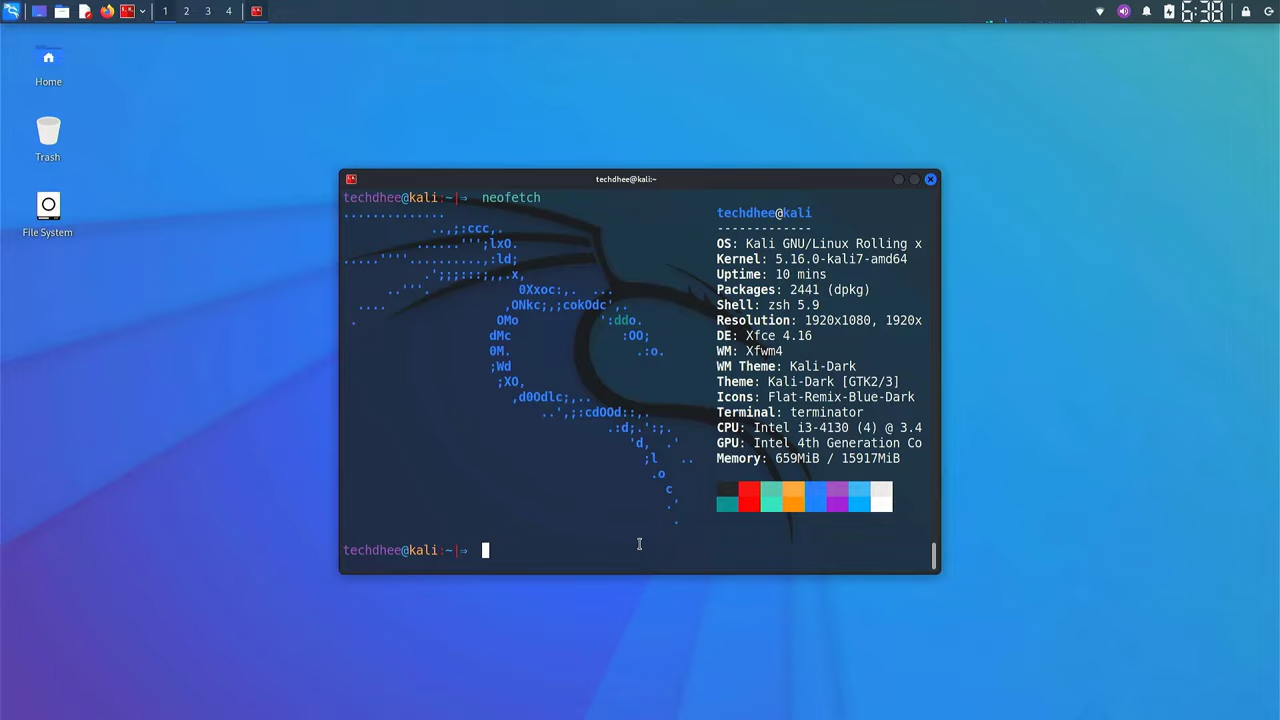 1 2 3 4
6:38
Home
Trash
File System
techdhee@kali:~
techdhee@kali:~|⇒ neofetch
techdhee@kali
-------------
OS: Kali GNU/Linux Rolling x
Kernel: 5.16.0-kali7-amd64
Uptime: 10 mins
Packages: 2441 (dpkg)
Shell: zsh 5.9
Resolution: 1920x1080, 1920x
DE: Xfce 4.16
WM: Xfwm4
WM Theme: Kali-Dark
Theme: Kali-Dark [GTK2/3]
Icons: Flat-Remix-Blue-Dark
Terminal: terminator
CPU: Intel i3-4130 (4) @ 3.4
GPU: Intel 4th Generation Co
Memory: 659MiB / 15917MiB
techdhee@kali:~|⇒